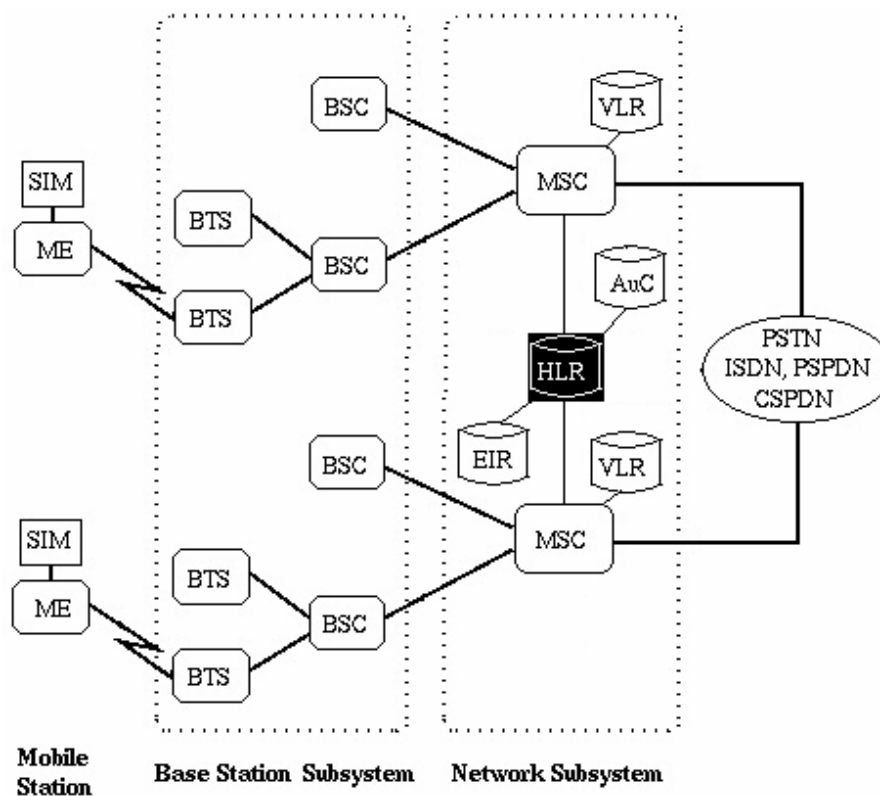 BSC
VLR
SIM
MSC
ME
BTS
BSC
BTS
AuC
PSTN
ISDN, PSPDN
CSPDN
HLR
BSC
EIR
VLR
SIM
MSC
ME
BTS
BSC
BTS
Mobile
Station
Base Station Subsystem
Network Subsystem